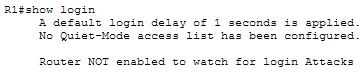 R1#show login
A default login delay of 1 seconds is applied.
No Quiet-Mode access list has been configured.
Router NOT enabled to watch for login Attacks